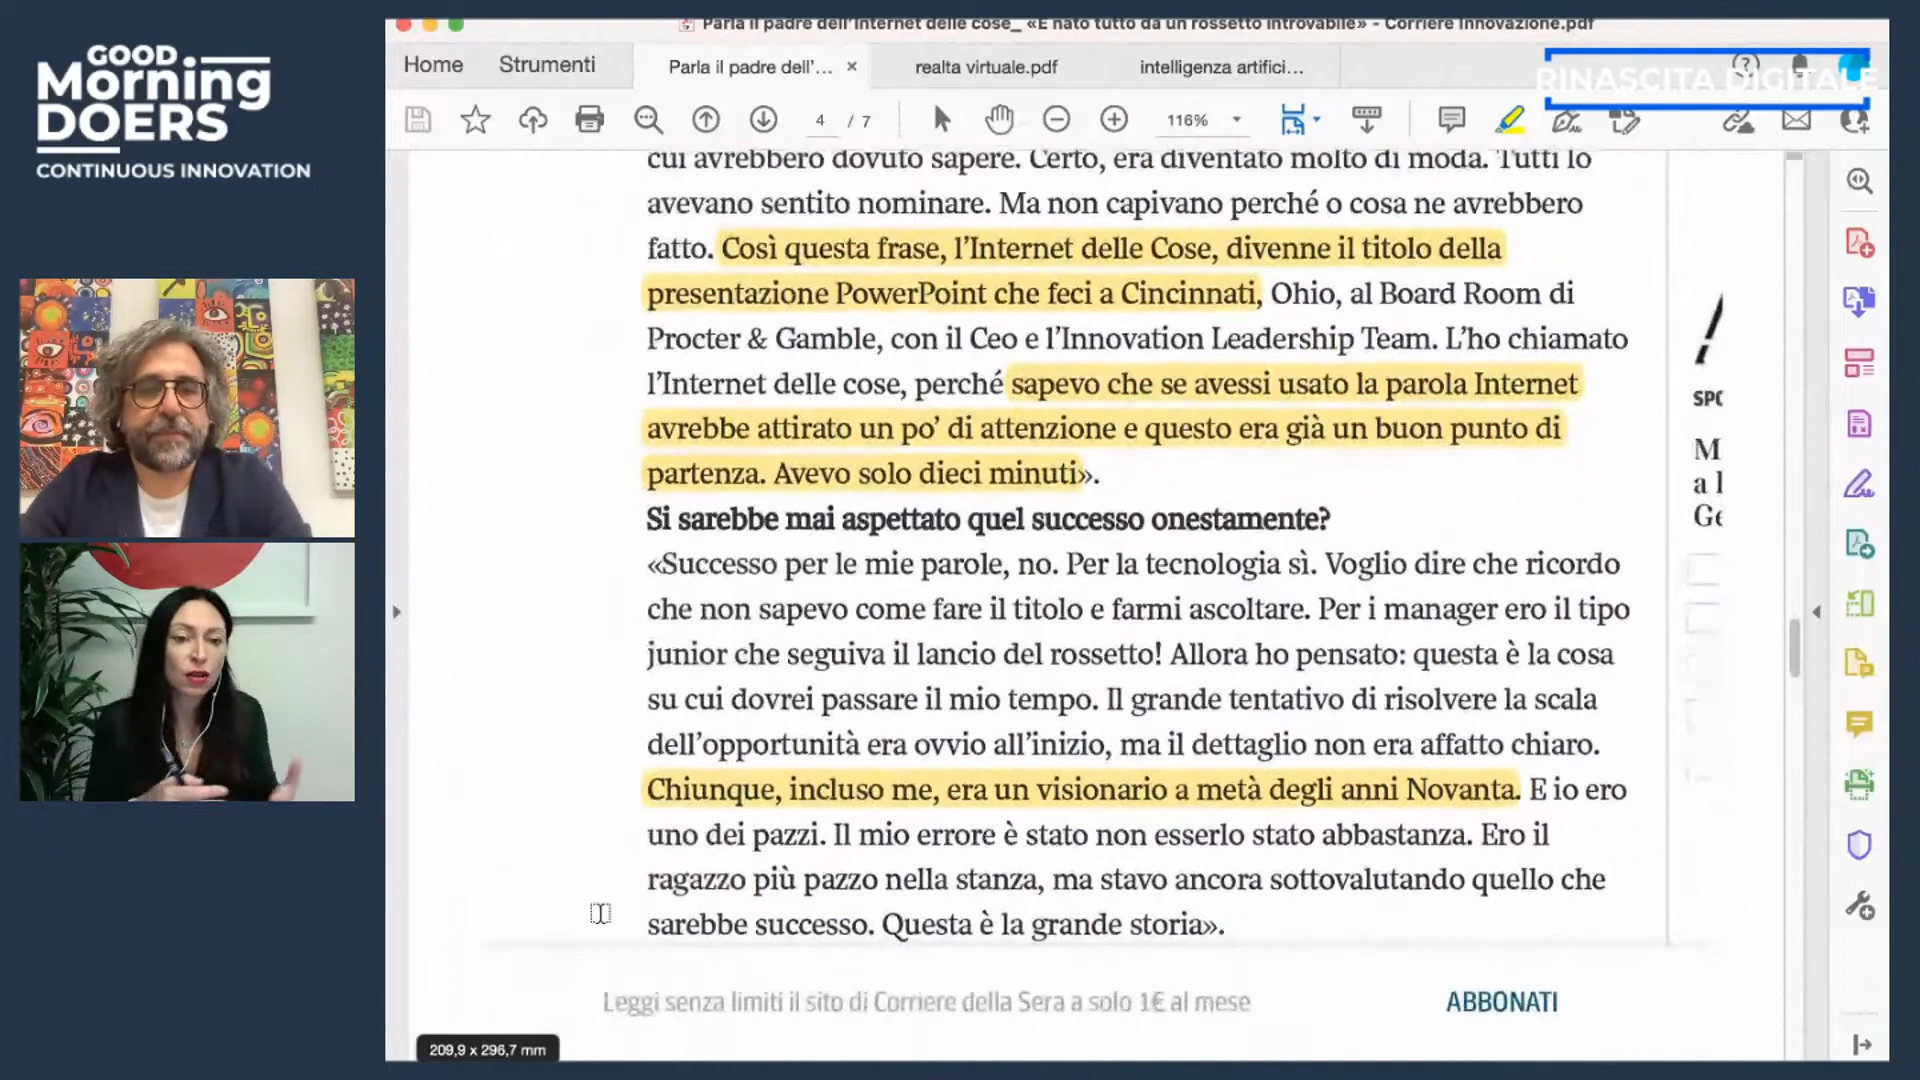 GOOD
Morning
DOERS
CONTINUOUS INNOVATION
Parla il padre dell'Internet delle cose_ «È nato tutto da un rossetto introvabile» - Corriere Innovazione.pdf
Home
Strumenti
Parla il padre dell'...
realta virtuale.pdf
intelligenza artifici...
RINASCITA DIGITALE
4 / 7
116%
cui avrebbero dovuto sapere. Certo, era diventato molto di moda. Tutti lo
avevano sentito nominare. Ma non capivano perché o cosa ne avrebbero
fatto. Così questa frase, l'Internet delle Cose, divenne il titolo della
presentazione PowerPoint che feci a Cincinnati, Ohio, al Board Room di
Procter & Gamble, con il Ceo e l'Innovation Leadership Team. L'ho chiamato
l'Internet delle cose, perché sapevo che se avessi usato la parola Internet
avrebbe attirato un po' di attenzione e questo era già un buon punto di
partenza. Avevo solo dieci minuti».
Si sarebbe mai aspettato quel successo onestamente?
«Successo per le mie parole, no. Per la tecnologia sì. Voglio dire che ricordo
che non sapevo come fare il titolo e farmi ascoltare. Per i manager ero il tipo
junior che seguiva il lancio del rossetto! Allora ho pensato: questa è la cosa
su cui dovrei passare il mio tempo. Il grande tentativo di risolvere la scala
dell'opportunità era ovvio all'inizio, ma il dettaglio non era affatto chiaro.
Chiunque, incluso me, era un visionario a metà degli anni Novanta. E io ero
uno dei pazzi. Il mio errore è stato non esserlo stato abbastanza. Ero il
ragazzo più pazzo nella stanza, ma stavo ancora sottovalutando quello che
sarebbe successo. Questa è la grande storia».
SPO
M
a l
Ge
Leggi senza limiti il sito di Corriere della Sera a solo 1€ al mese
ABBONATI
209,9 x 296,7 mm